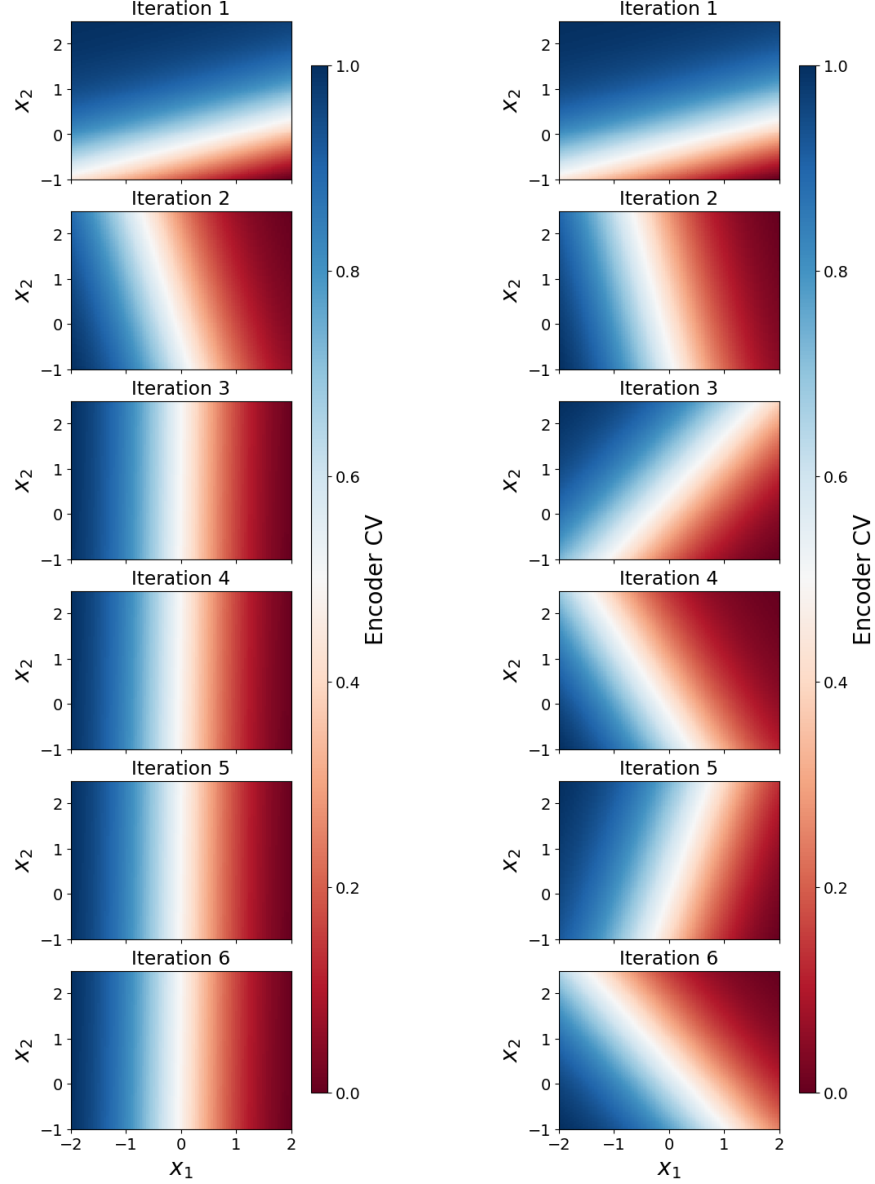 Iteration 1
x₂
2
1
0
−1
Iteration 2
x₂
2
1
0
−1
Iteration 3
x₂
2
1
0
−1
Iteration 4
x₂
2
1
0
−1
Iteration 5
x₂
2
1
0
−1
Iteration 6
x₂
2
1
0
−1
−2 −1 0 1 2
x₁
1.0
0.8
0.6
0.4
0.2
0.0
Encoder CV
Iteration 1
x₂
2
1
0
−1
Iteration 2
x₂
2
1
0
−1
Iteration 3
x₂
2
1
0
−1
Iteration 4
x₂
2
1
0
−1
Iteration 5
x₂
2
1
0
−1
Iteration 6
x₂
2
1
0
−1
−2 −1 0 1 2
x₁
1.0
0.8
0.6
0.4
0.2
0.0
Encoder CV